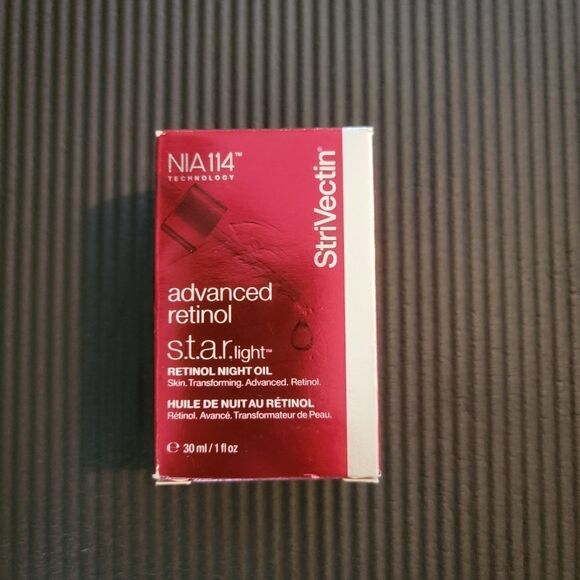 NIA114™
TECHNOLOGY
StriVectin®
advanced
retinol
s.t.a.r.light™
RETINOL NIGHT OIL
Skin. Transforming. Advanced. Retinol.
HUILE DE NUIT AU RÉTINOL
Rétinol. Avancé. Transformateur de Peau.
℮ 30 ml / 1 fl oz